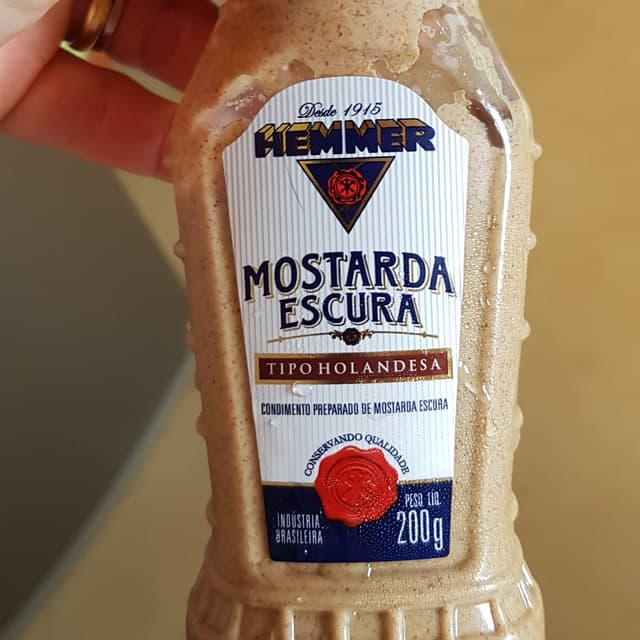 Desde 1915
HEMMER
MOSTARDA
ESCURA
TIPO HOLANDESA
CONDIMENTO PREPARADO DE MOSTARDA ESCURA
CONSERVANDO QUALIDADE
INDÚSTRIA
BRASILEIRA
PESO LÍQ.
200g